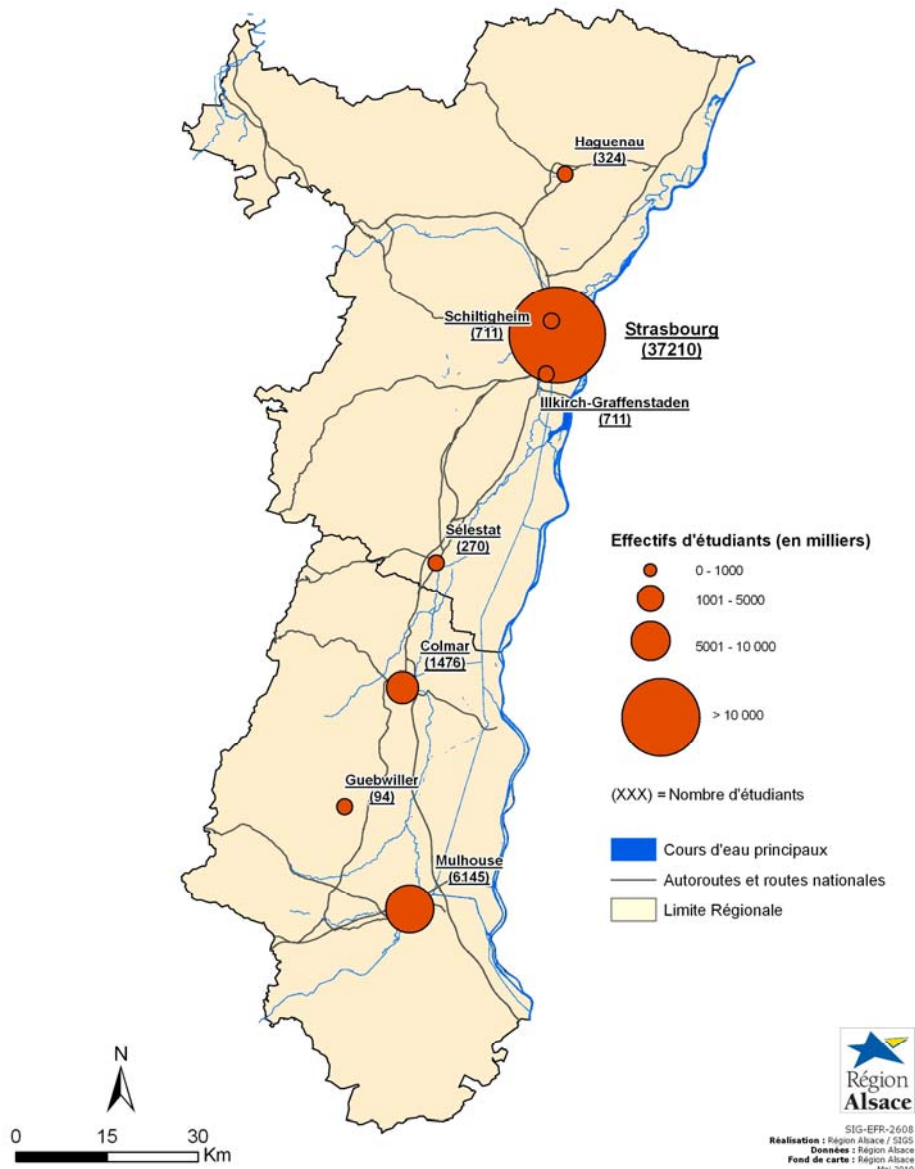 Haguenau
(324)
Schiltigheim
(711)
Strasbourg
(37210)
Illkirch-Graffenstaden
(711)
Sélestat
(270)
Effectifs d'étudiants (en milliers)
0 - 1000
1001 - 5000
5001 - 10 000
> 10 000
(XXX) = Nombre d'étudiants
Cours d'eau principaux
Autoroutes et routes nationales
Limite Régionale
Colmar
(1476)
Guebwiller
(94)
Mulhouse
(6145)
N
0 15 30
Km
Région
Alsace
SIG-EFR-2608
Réalisation : Région Alsace / SIGS
Données : Région Alsace
Fond de carte : Région Alsace
Mai 2010